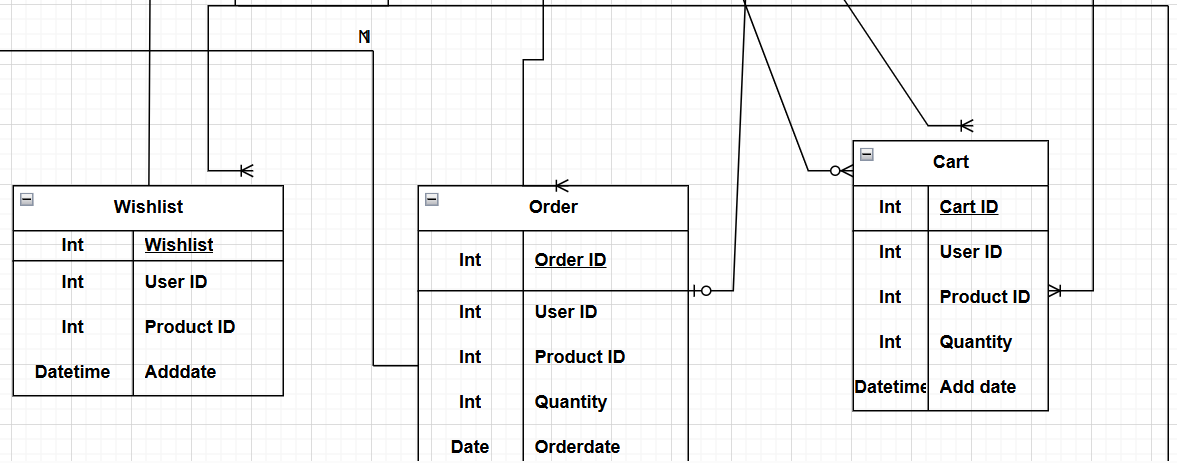 Wishlist
Int Wishlist
Int User ID
Int Product ID
Datetime Adddate
Order
Int Order ID
Int User ID
Int Product ID
Int Quantity
Date Orderdate
Cart
Int Cart ID
Int User ID
Int Product ID
Int Quantity
Datetime Add date